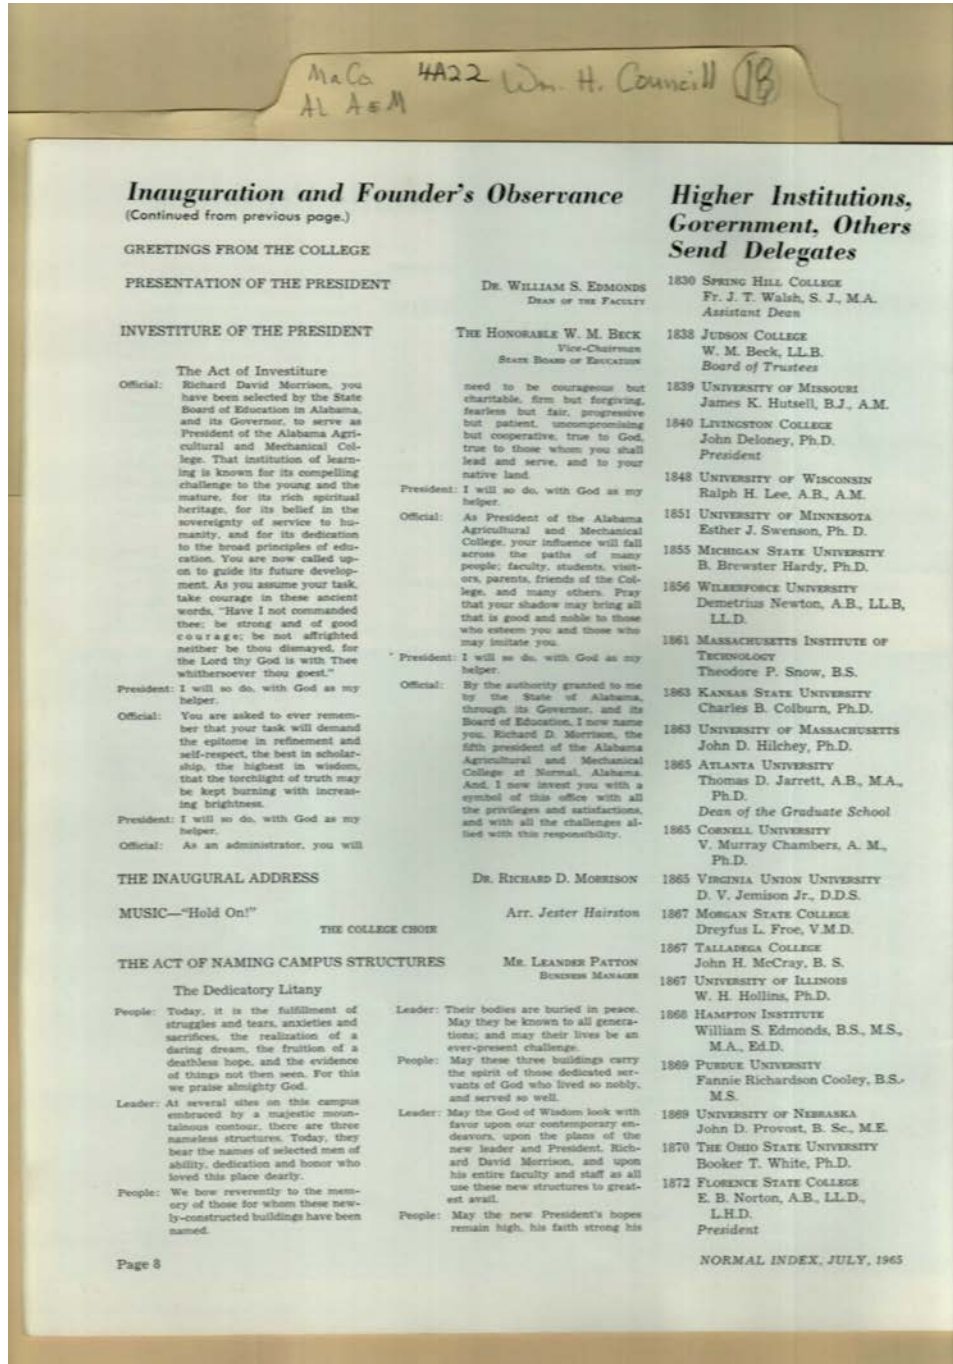 MaCo 4A22 Wm. H. Councill 1B
AL A&M
Inauguration and Founder's Observance
(Continued from previous page.)
GREETINGS FROM THE COLLEGE
PRESENTATION OF THE PRESIDENT
DR. WILLIAM S. EDMONDS
DEAN OF THE FACULTY
INVESTITURE OF THE PRESIDENT
THE HONORABLE W. M. BECK
Vice-Chairman
STATE BOARD OF EDUCATION
The Act of Investiture
Official: Richard David Morrison, you
have been selected by the State
Board of Education in Alabama,
and its Governor, to serve as
President of the Alabama Agri-
cultural and Mechanical Col-
lege. That institution of learn-
ing is known for its compelling
challenge to the young and the
mature, for its rich spiritual
heritage, for its belief in the
sovereignty of service to hu-
manity, and for its dedication
to the broad principles of edu-
cation. You are now called up-
on to guide its future develop-
ment. As you assume your task,
take courage in these ancient
words, "Have I not commanded
thee; be strong and of good
courage; be not affrighted
neither be thou dismayed, for
the Lord thy God is with Thee
whithersoever thou goest."
President: I will so do, with God as my
helper.
Official: You are asked to ever remem-
ber that your task will demand
the epitome in refinement and
self-respect, the best in scholar-
ship, the highest in wisdom,
that the torchlight of truth may
be kept burning with increas-
ing brightness.
President: I will so do, with God as my
helper.
Official: As an administrator, you will
need to be courageous but
charitable, firm but forgiving,
fearless but fair, progressive
but patient, uncompromising
but cooperative, true to God,
true to those whom you shall
lead and serve, and to your
native land.
President: I will so do, with God as my
helper.
Official: As President of the Alabama
Agricultural and Mechanical
College, your influence will fall
across the paths of many
people; faculty, students, visit-
ors, parents, friends of the Col-
lege, and many others. Pray
that your shadow may bring all
that is good and noble to those
who esteem you and those who
may imitate you.
President: I will so do, with God as my
helper.
Official: By the authority granted to me
by the State of Alabama,
through its Governor, and its
Board of Education, I now name
you, Richard D. Morrison, the
fifth president of the Alabama
Agricultural and Mechanical
College at Normal, Alabama.
And, I now invest you with a
symbol of this office with all
the privileges and satisfactions,
and with all the challenges al-
lied with this responsibility.
THE INAUGURAL ADDRESS
DR. RICHARD D. MORRISON
MUSIC—"Hold On!"
Arr. Jester Hairston
THE COLLEGE CHOIR
THE ACT OF NAMING CAMPUS STRUCTURES
MR. LEANDER PATTON
BUSINESS MANAGER
The Dedicatory Litany
People: Today, it is the fulfillment of
struggles and tears, anxieties and
sacrifices, the realization of a
daring dream, the fruition of a
deathless hope, and the evidence
of things not then seen. For this
we praise almighty God.
Leader: At several sites on this campus
embraced by a majestic moun-
tainous contour, there are three
nameless structures. Today, they
bear the names of selected men of
ability, dedication and honor who
loved this place dearly.
People: We bow reverently to the mem-
ory of those for whom these new-
ly-constructed buildings have been
named.
Leader: Their bodies are buried in peace.
May they be known to all genera-
tions; and may their lives be an
ever-present challenge.
People: May these three buildings carry
the spirit of those dedicated ser-
vants of God who lived so nobly,
and served so well.
Leader: May the God of Wisdom look with
favor upon our contemporary en-
deavors, upon the plans of the
new leader and President, Rich-
ard David Morrison, and upon
his entire faculty and staff as all
use these new structures to great-
est avail.
People: May the new President's hopes
remain high, his faith strong his
Higher Institutions,
Government, Others
Send Delegates
1830 SPRING HILL COLLEGE
Fr. J. T. Walsh, S. J., M.A.
Assistant Dean
1838 JUDSON COLLEGE
W. M. Beck, LL.B.
Board of Trustees
1839 UNIVERSITY OF MISSOURI
James K. Hutsell, B.J., A.M.
1840 LIVINGSTON COLLEGE
John Deloney, Ph.D.
President
1848 UNIVERSITY OF WISCONSIN
Ralph H. Lee, A.B., A.M.
1851 UNIVERSITY OF MINNESOTA
Esther J. Swenson, Ph. D.
1855 MICHIGAN STATE UNIVERSITY
B. Brewster Hardy, Ph.D.
1856 WILBERFORCE UNIVERSITY
Demetrius Newton, A.B., LL.B,
LL.D.
1861 MASSACHUSETTS INSTITUTE OF
TECHNOLOGY
Theodore P. Snow, B.S.
1863 KANSAS STATE UNIVERSITY
Charles B. Colburn, Ph.D.
1863 UNIVERSITY OF MASSACHUSETTS
John D. Hilchey, Ph.D.
1865 ATLANTA UNIVERSITY
Thomas D. Jarrett, A.B., M.A.,
Ph.D.
Dean of the Graduate School
1865 CORNELL UNIVERSITY
V. Murray Chambers, A. M.,
Ph.D.
1865 VIRGINIA UNION UNIVERSITY
D. V. Jemison Jr., D.D.S.
1867 MORGAN STATE COLLEGE
Dreyfus L. Froe, V.M.D.
1867 TALLADEGA COLLEGE
John H. McCray, B. S.
1867 UNIVERSITY OF ILLINOIS
W. H. Hollins, Ph.D.
1868 HAMPTON INSTITUTE
William S. Edmonds, B.S., M.S.,
M.A., Ed.D.
1869 PURDUE UNIVERSITY
Fannie Richardson Cooley, B.S.,
M.S.
1869 UNIVERSITY OF NEBRASKA
John D. Provost, B. Sc., M.E.
1870 THE OHIO STATE UNIVERSITY
Booker T. White, Ph.D.
1872 FLORENCE STATE COLLEGE
E. B. Norton, A.B., LL.D.,
L.H.D.
President
Page 8
NORMAL INDEX, JULY, 1965